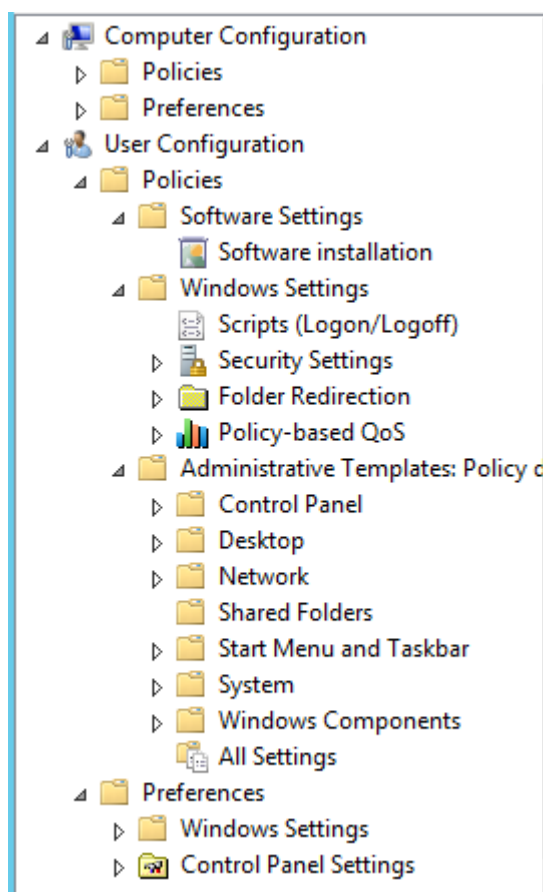 Computer Configuration
Policies
Preferences
User Configuration
Policies
Software Settings
Software installation
Windows Settings
Scripts (Logon/Logoff)
Security Settings
Folder Redirection
Policy-based QoS
Administrative Templates: Policy
Control Panel
Desktop
Network
Shared Folders
Start Menu and Taskbar
System
Windows Components
All Settings
Preferences
Windows Settings
Control Panel Settings